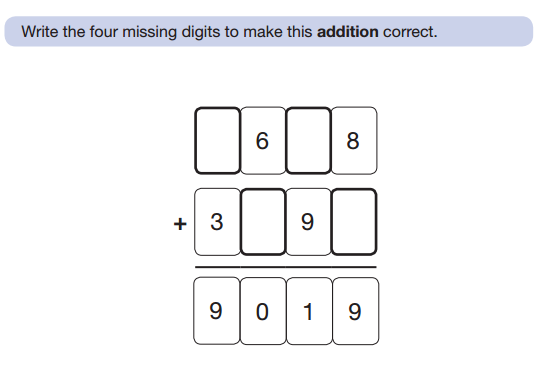 Write the four missing digits to make this addition correct.
6 8
+ 3 9
9 0 1 9